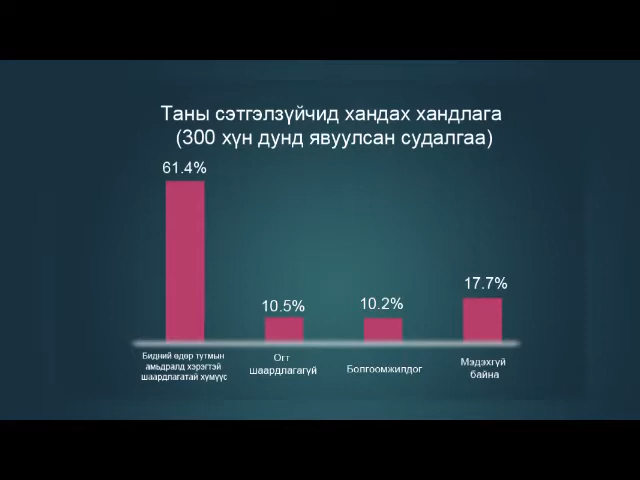 Таны сэтгэлзүйчид хандах хандлага
(300 хүн дунд явуулсан судалгаа)
61.4%
10.5%
10.2%
17.7%
Бидний өдөр тутмын
амьдралд хэрэгтэй
шаардлагатай хүмүүс
Огт
шаардлагагүй
Болгоомжилдог
Мэдэхгүй
байна